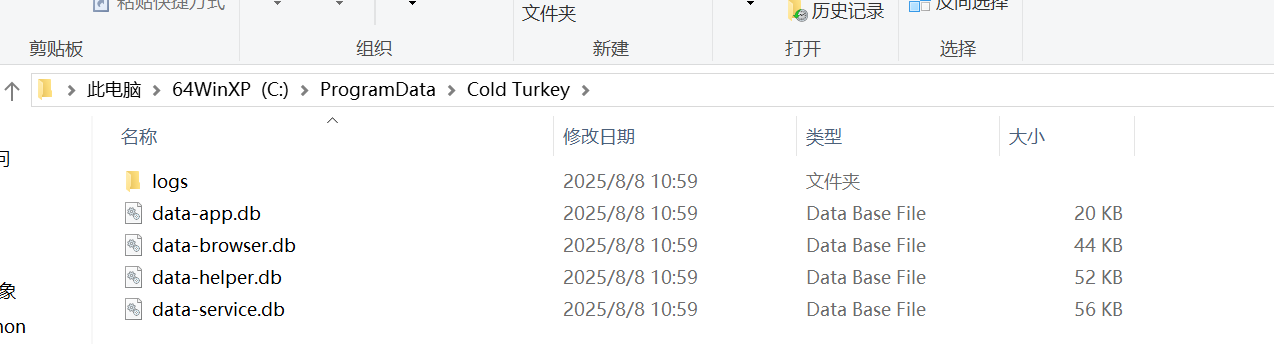 粘贴快捷方式
文件夹
历史记录
反向选择
剪贴板
组织
新建
打开
选择
此电脑 > 64WinXP (C:) > ProgramData > Cold Turkey >
名称 修改日期 类型 大小
问
logs 2025/8/8 10:59 文件夹
data-app.db 2025/8/8 10:59 Data Base File 20 KB
data-browser.db 2025/8/8 10:59 Data Base File 44 KB
data-helper.db 2025/8/8 10:59 Data Base File 52 KB
象
data-service.db 2025/8/8 10:59 Data Base File 56 KB